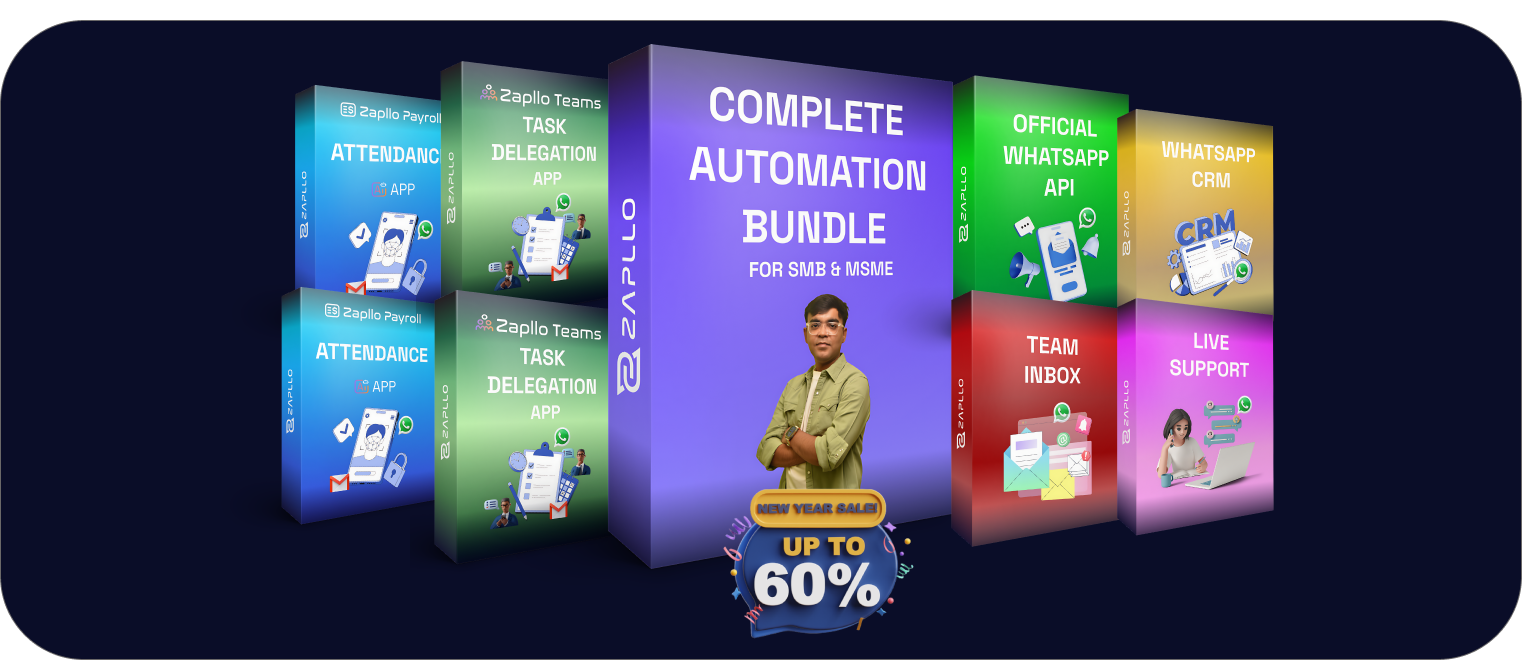 Zapllo Payroll
ATTENDANC
APP
ZAPLLO
Zapllo Teams
TASK
DELEGATION
APP
ZAPLLO
COMPLETE
AUTOMATION
BUNDLE
FOR SMB & MSME
ZAPLLO
OFFICIAL
WHATSAPP
API
ZAPLLO
WHATSAPP
CRM
CRM
ZAPLLO
Zapllo Payroll
ATTENDANCE
APP
ZAPLLO
Zapllo Teams
TASK
DELEGATION
APP
ZAPLLO
TEAM
INBOX
ZAPLLO
LIVE
SUPPORT
ZAPLLO
NEW YEAR SALE!
UP TO
60%